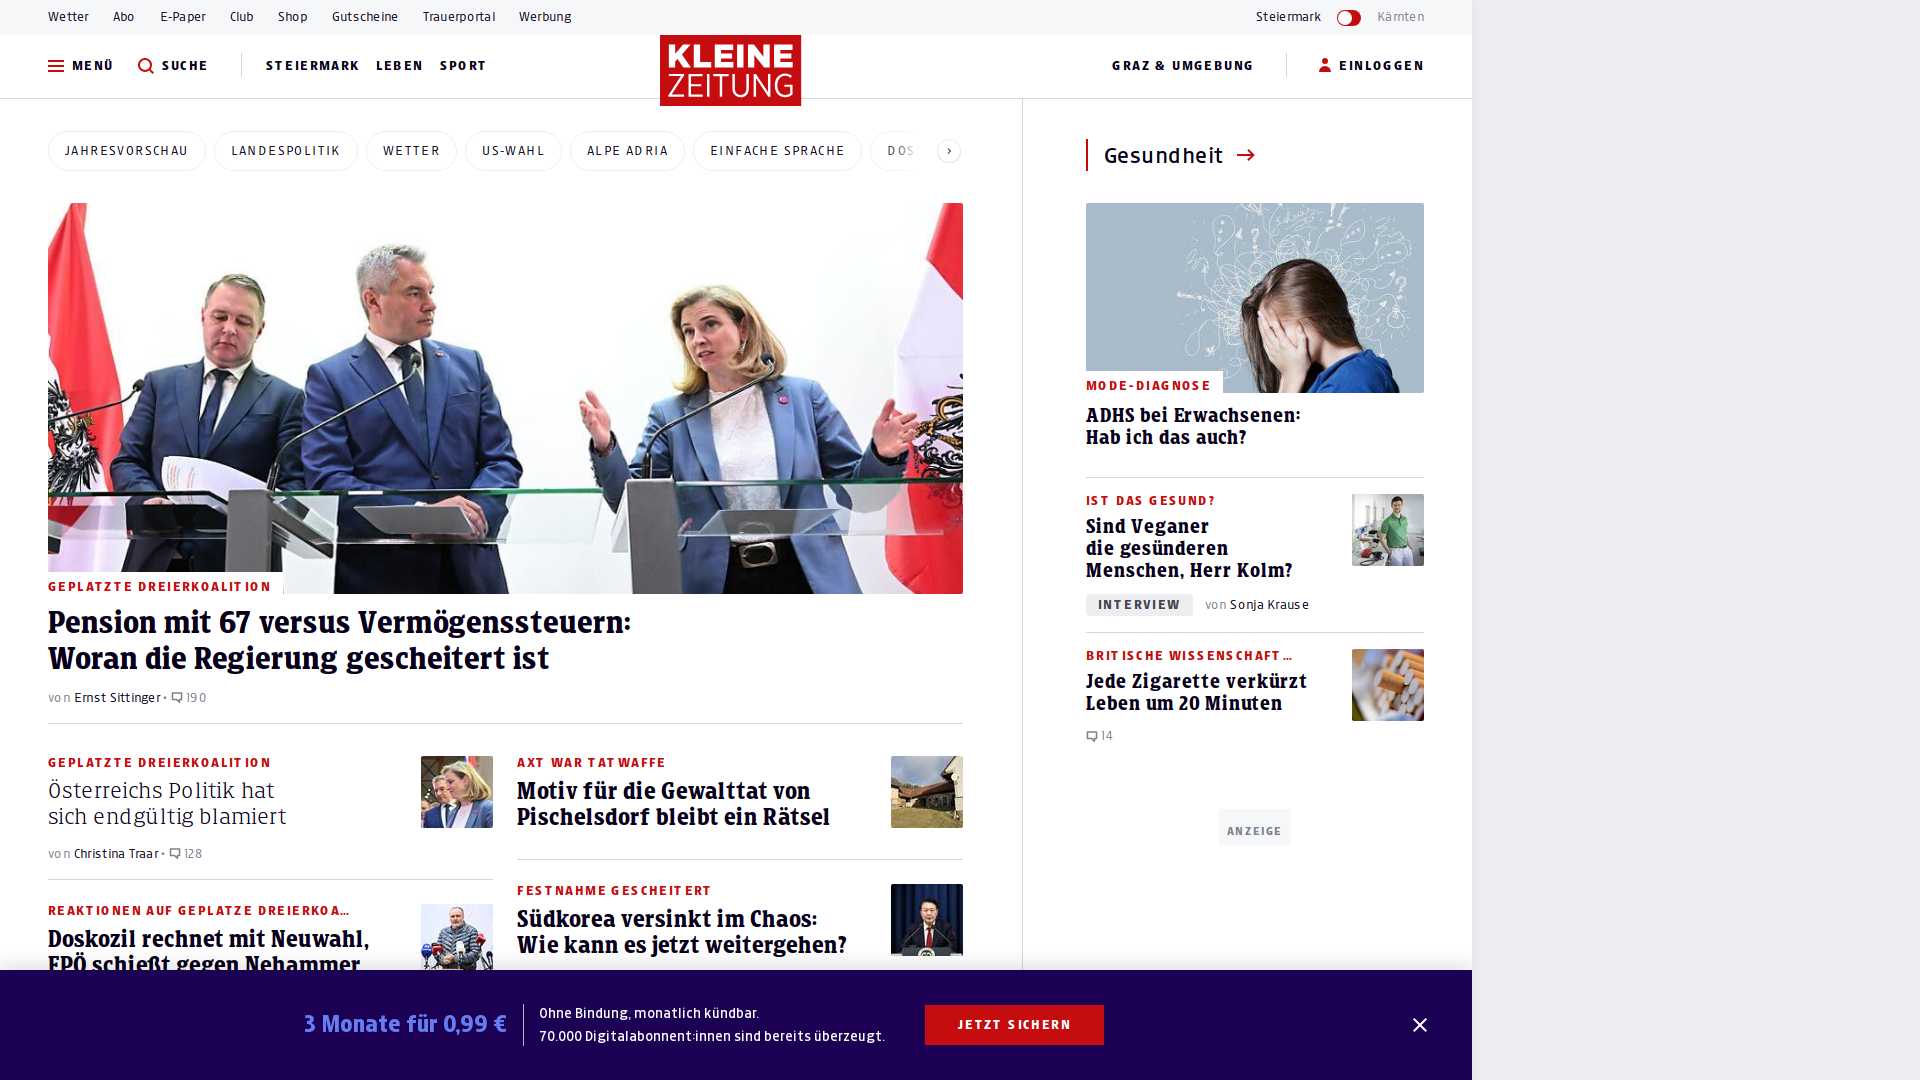 Wetter Abo E-Paper Club Shop Gutscheine Trauerportal Werbung Steiermark Kärnten
MENÜ SUCHE STEIERMARK LEBEN SPORT KLEINE ZEITUNG GRAZ & UMGEBUNG EINLOGGEN
JAHRESVORSCHAU LANDESPOLITIK WETTER US-WAHL ALPE ADRIA EINFACHE SPRACHE DOS
GEPLATZTE DREIERKOALITION
Pension mit 67 versus Vermögenssteuern:
Woran die Regierung gescheitert ist
von Ernst Sittinger • 190
GEPLATZTE DREIERKOALITION
Österreichs Politik hat
sich endgültig blamiert
von Christina Traar • 128
REAKTIONEN AUF GEPLATZE DREIERKOA...
Doskozil rechnet mit Neuwahl,
FPÖ schießt gegen Nehammer
AXT WAR TATWAFFE
Motiv für die Gewalttat von
Pischelsdorf bleibt ein Rätsel
FESTNAHME GESCHEITERT
Südkorea versinkt im Chaos:
Wie kann es jetzt weitergehen?
Gesundheit
MODE-DIAGNOSE
ADHS bei Erwachsenen:
Hab ich das auch?
IST DAS GESUND?
Sind Veganer
die gesünderen
Menschen, Herr Kolm?
INTERVIEW von Sonja Krause
BRITISCHE WISSENSCHAFT...
Jede Zigarette verkürzt
Leben um 20 Minuten
14
ANZEIGE
3 Monate für 0,99 €
Ohne Bindung, monatlich kündbar.
70.000 Digitalabonnent:innen sind bereits überzeugt.
JETZT SICHERN